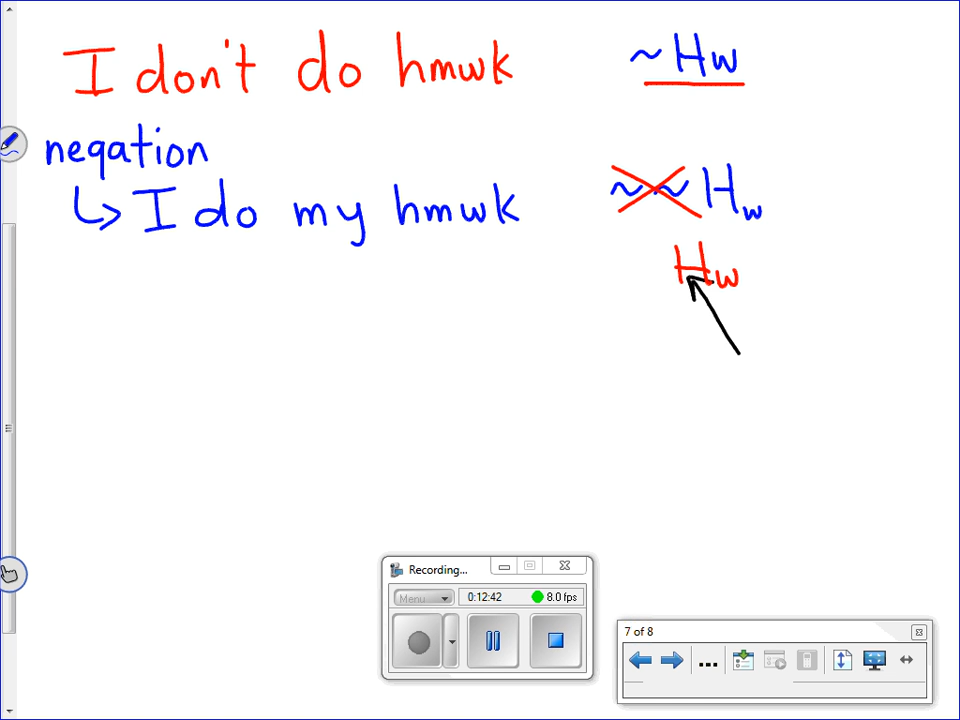 I don't do hmwk ~Hw
negation
↳ I do my hmwk ~~Hw
Hw
Recording...
Menu 0:12:42 8.0 fps
7 of 8
...